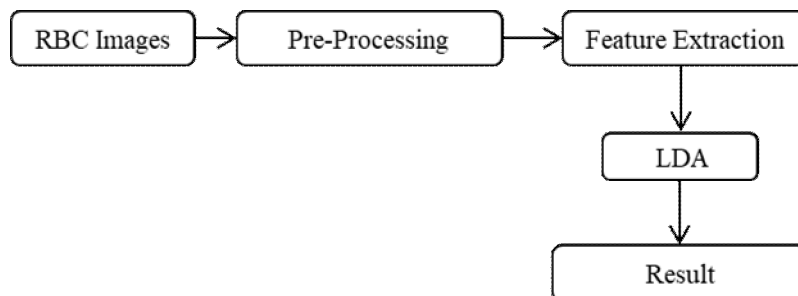 RBC Images
Pre-Processing
Feature Extraction
LDA
Result